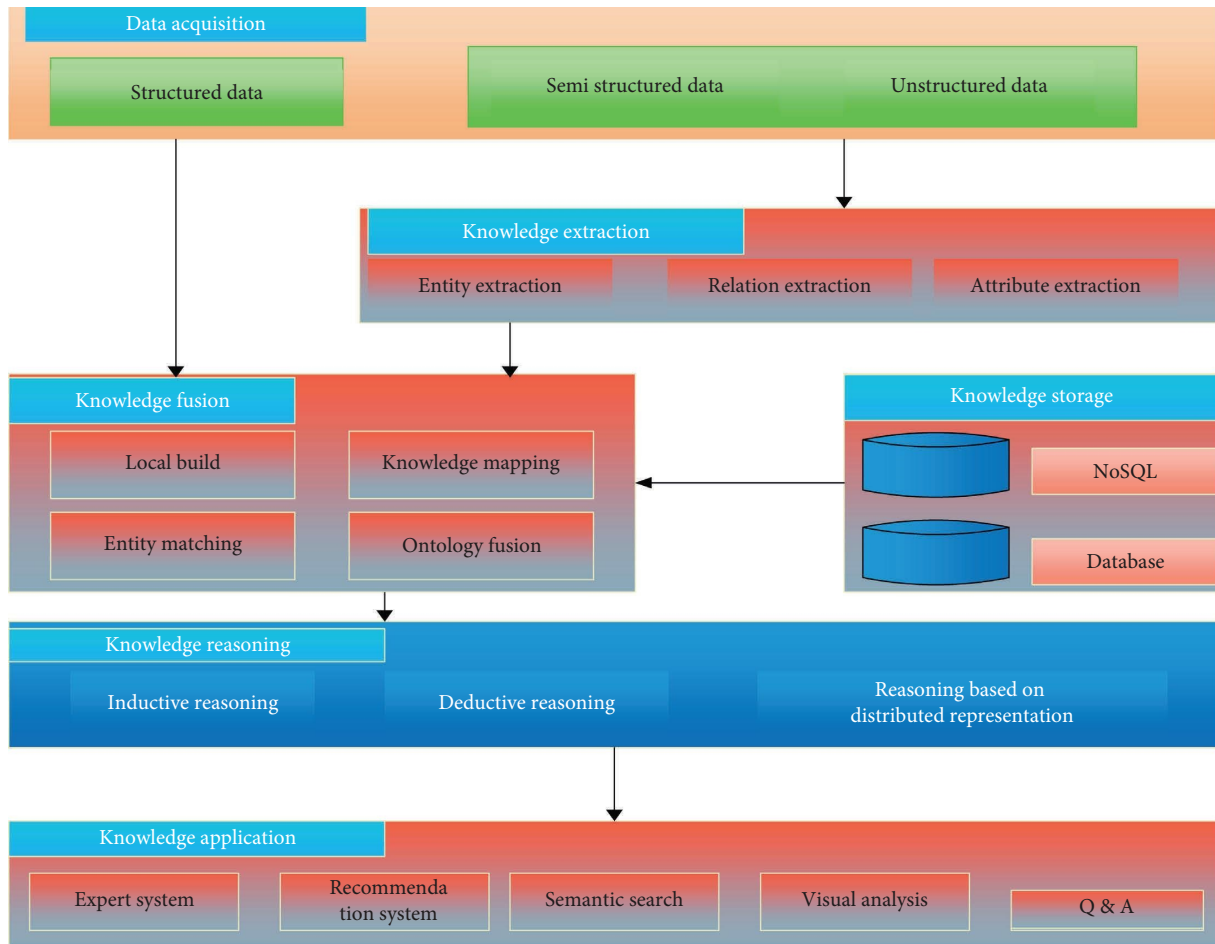 Data acquisition
Structured data
Semi structured data
Unstructured data
Knowledge extraction
Entity extraction
Relation extraction
Attribute extraction
Knowledge fusion
Local build
Knowledge mapping
Entity matching
Ontology fusion
Knowledge storage
NoSQL
Database
Knowledge reasoning
Inductive reasoning
Deductive reasoning
Reasoning based on
distributed representation
Knowledge application
Expert system
Recommenda
tion system
Semantic search
Visual analysis
Q & A